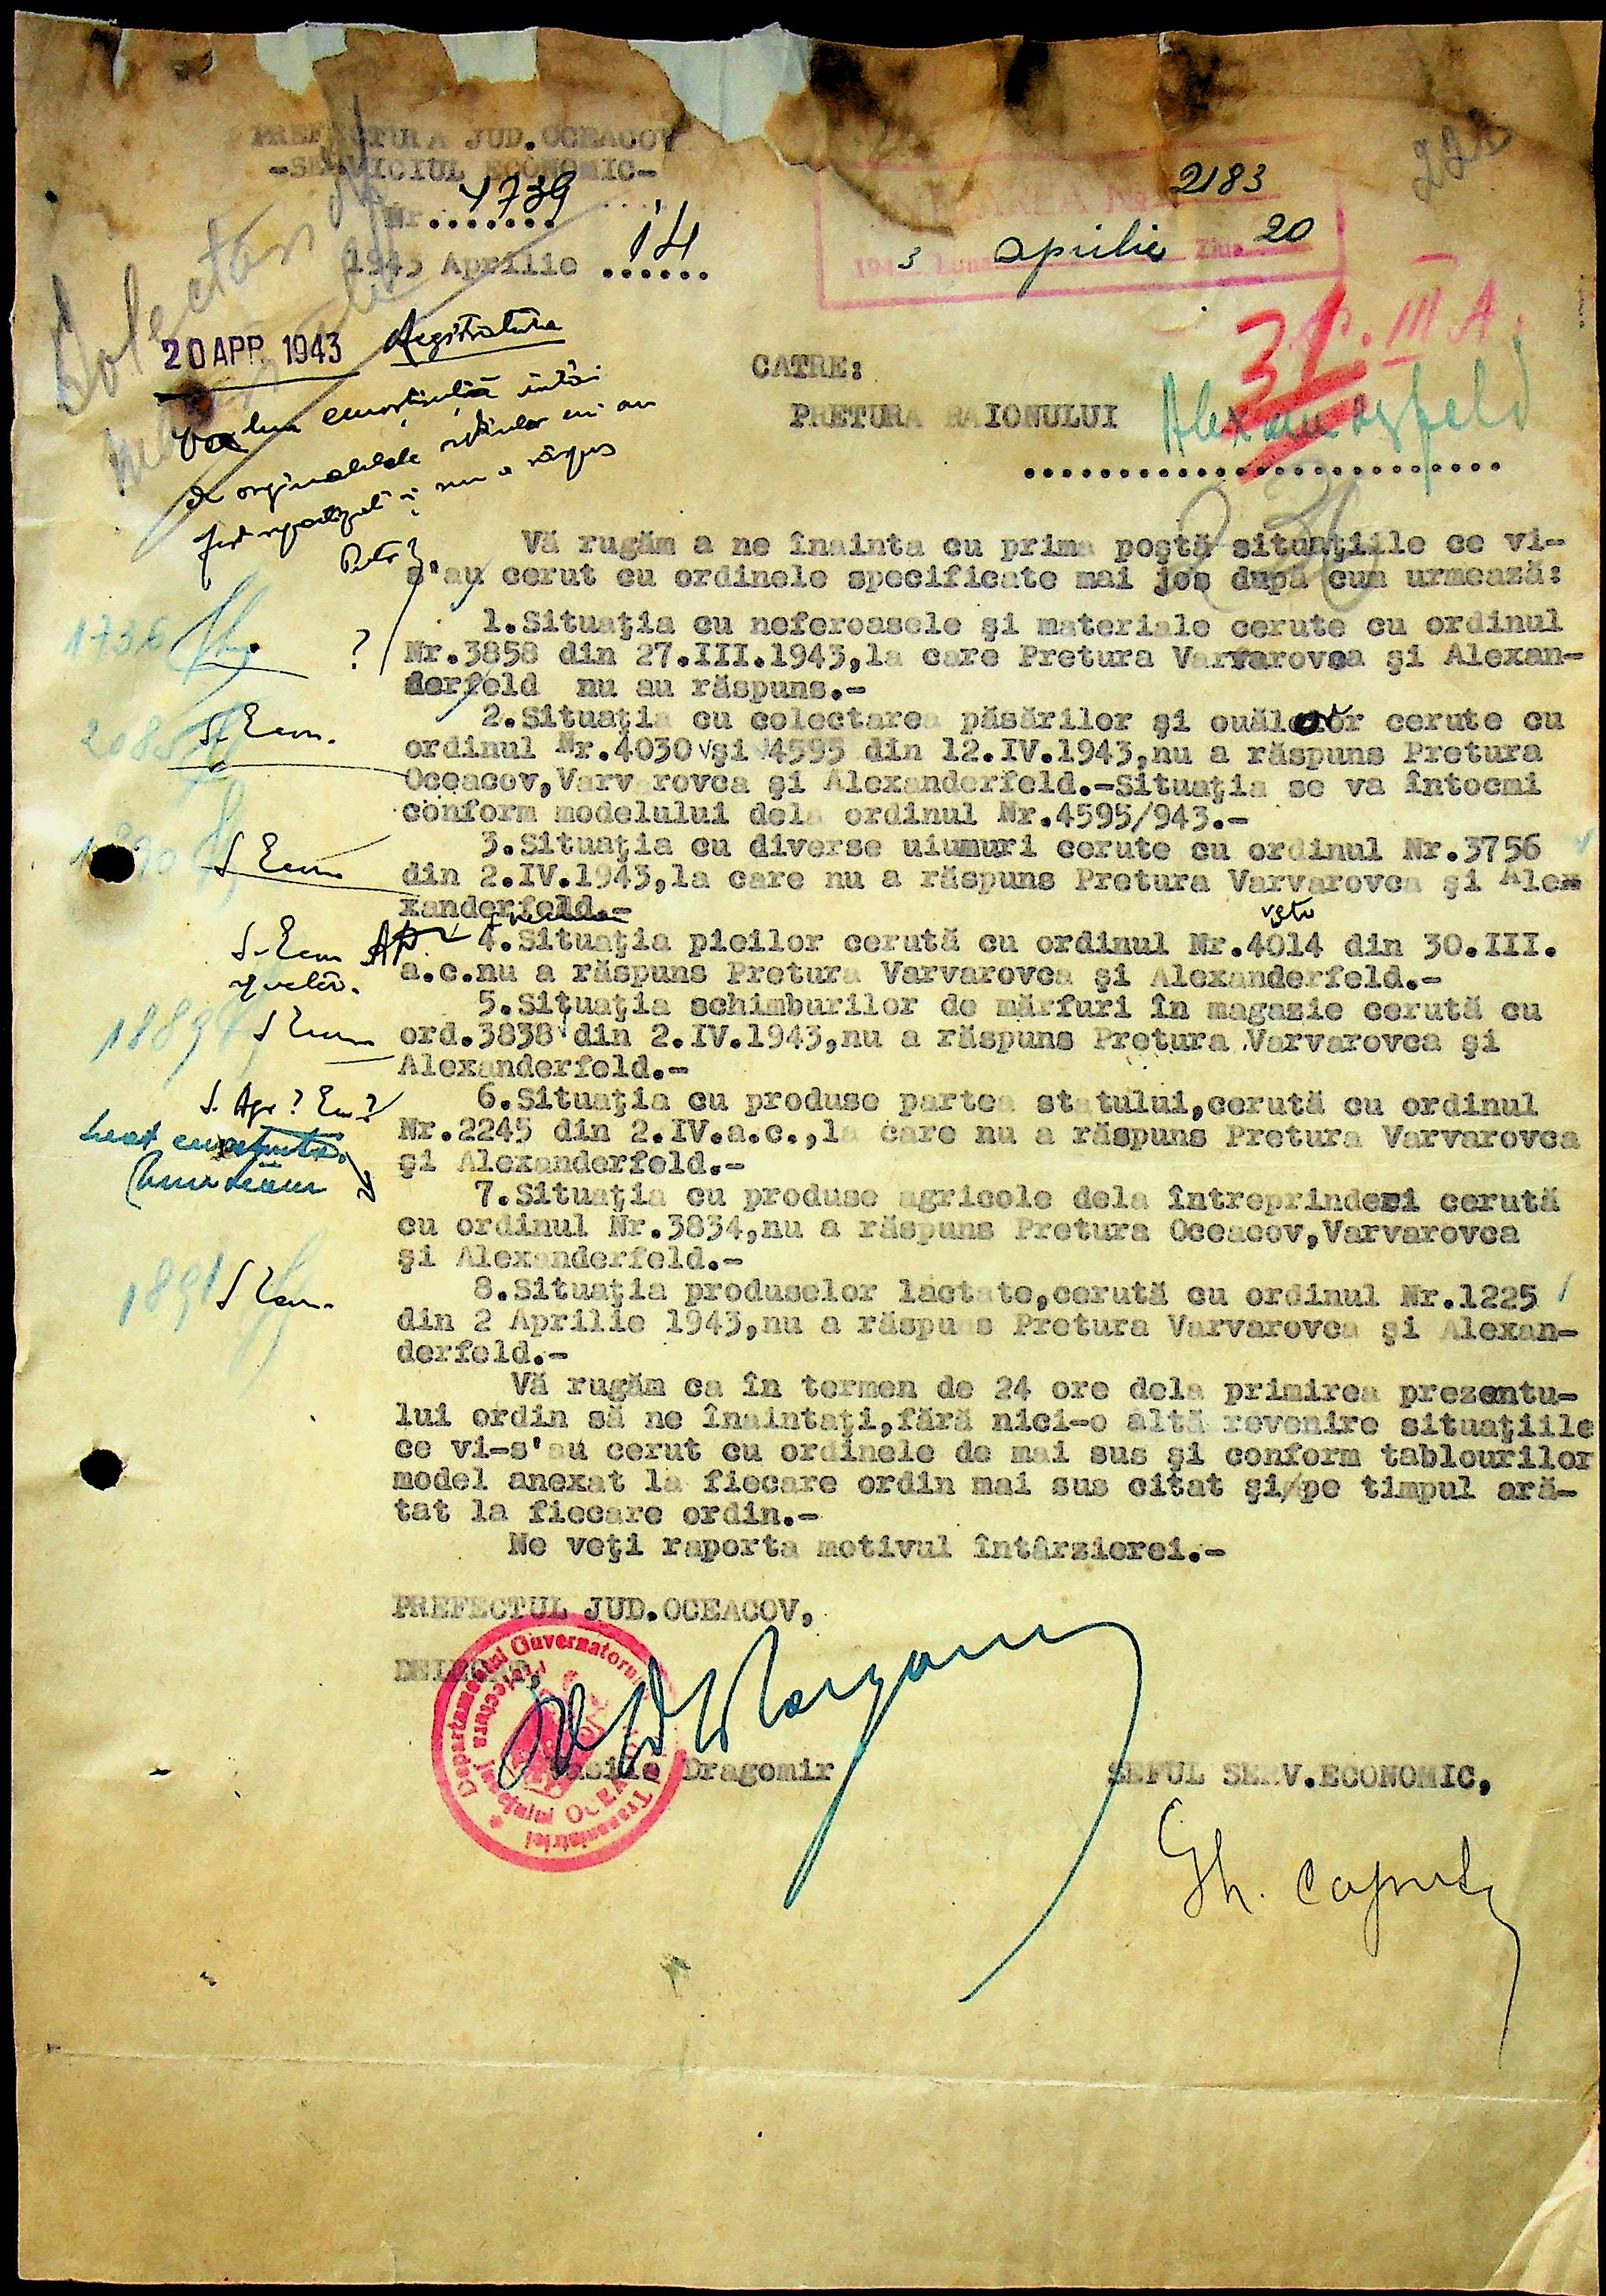 PREFECTURA JUD.OCEACOV
-SERVICIUL ECONOMIC-
Nr....... 4739
1943 Aprilie ...... 14
2183
1943 Luna aprilie Ziua 20
31. III A.
20 APR 1943 Registratura
CATRE:
PRETURA RAIONULUI Alexanderfeld
Vă rugăm a ne înainta cu prima poştă situaţiile ce vi-
s'au cerut cu ordinele specificate mai jos după cum urmează:
1.Situaţia cu neferoasele şi materiale cerute cu ordinul
Nr.3858 din 27.III.1943,la care Pretura Varvarovca şi Alexan-
derfeld nu au răspuns.-
2.Situaţia cu colectarea păsărilor şi ouălor cerute cu
ordinul Nr.4030 şi 4595 din 12.IV.1943,nu a răspuns Pretura
Oceacov,Varvarovca şi Alexanderfeld.-Situaţia se va întocmi
conform modelului dela ordinul Nr.4595/943.-
3.Situaţia cu diverse uiumuri cerute cu ordinul Nr.3756
din 2.IV.1943,la care nu a răspuns Pretura Varvarovca şi Alex
xanderfeld.-
4.Situaţia pieilor cerută cu ordinul Nr.4014 din 30.III.
a.c.nu a răspuns Pretura Varvarovca şi Alexanderfeld.-
5.Situaţia schimburilor de mărfuri în magazie cerută cu
ord.3838 din 2.IV.1943,nu a răspuns Pretura Varvarovca şi
Alexanderfeld.-
6.Situaţia cu produse partea statului,cerută cu ordinul
Nr.2245 din 2.IV.a.c.,la care nu a răspuns Pretura Varvarovca
şi Alexanderfeld.-
7.Situaţia cu produse agricole dela întreprinderi cerută
cu ordinul Nr.3834,nu a răspuns Pretura Oceacov,Varvarovca
şi Alexanderfeld.-
8.Situaţia produselor lactate,cerută cu ordinul Nr.1225
din 2 Aprilie 1943,nu a răspuns Pretura Varvarovca şi Alexan-
derfeld.-
Vă rugăm ca în termen de 24 ore dela primirea prezentu-
lui ordin să ne înaintaţi,fără nici-o altă revenire situaţiile
ce vi-s'au cerut cu ordinele de mai sus şi conform tablourilor
model anexat la fiecare ordin mai sus citat şi/pe timpul ară-
tat la fiecare ordin.-
Ne veţi raporta motivul întârzierei.-
PREFECTUL JUD.OCEACOV,
Vasile Dragomir
SEFUL SERV.ECONOMIC,